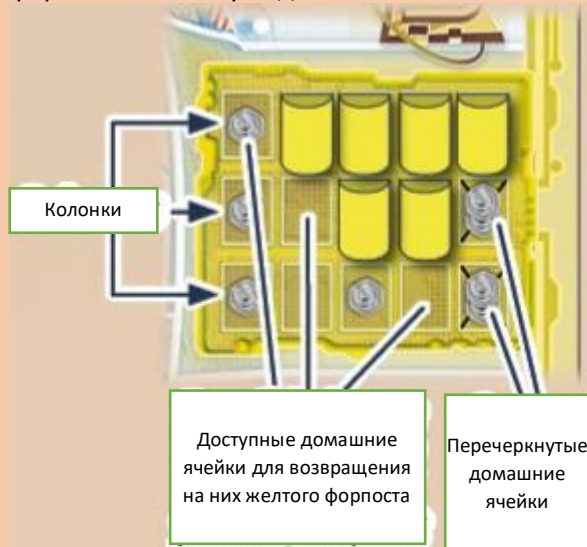 Колонки
Доступные домашние
ячейки для возвращения
на них желтого форпоста
Перечеркнутые
домашние
ячейки